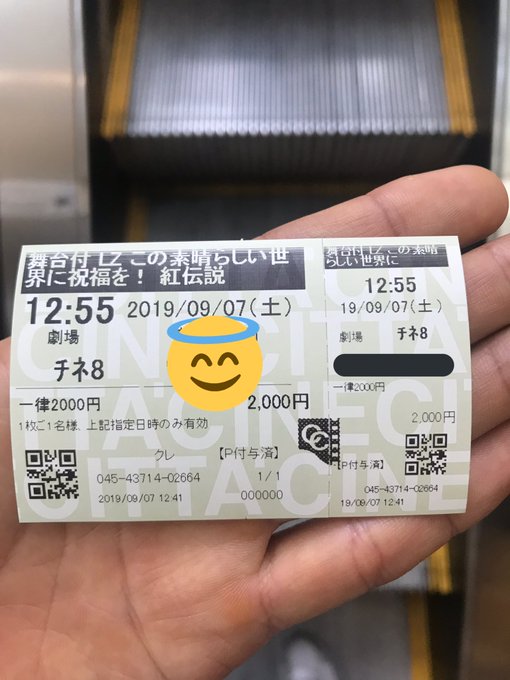 舞台付 LZ この素晴らしい世
界に祝福を! 紅伝説
12:55 2019/09/07(土)
劇場
チネ8
一律2000円 2,000円
1枚ご1名様、上記指定日時のみ有効
クレ 【P付与済】
045-43714-02664 1/1
2019/09/07 12:41 000000
CC
舞台付 LZ この素晴
らしい世界に
12:55
19/09/07(土)
劇場 チネ8
一律2000円
2,000円
【P付与済】
045-43714-02664
19/09/07 12:41
CINECITTA